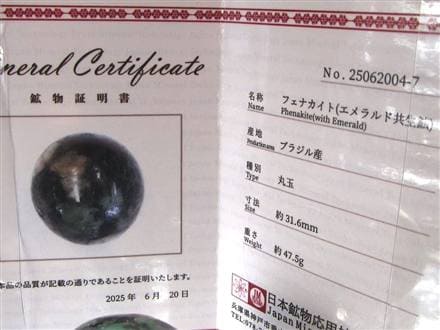 neral Certificate
鉱物証明書
本品の品質が記載の通りであることを証明いたします。
2025年 6月 20日
No.25062004-7
名称 フェナカイト(エメラルド共生鉱)
Name Phenakite(with Emerald)
産地 ブラジル産
Production area
種別 丸玉
Type
寸法 約31.6mm
Size
重さ 約47.5g
Weight
日本鉱物応用
Japan Mi
兵庫県神戸市
TEL.078